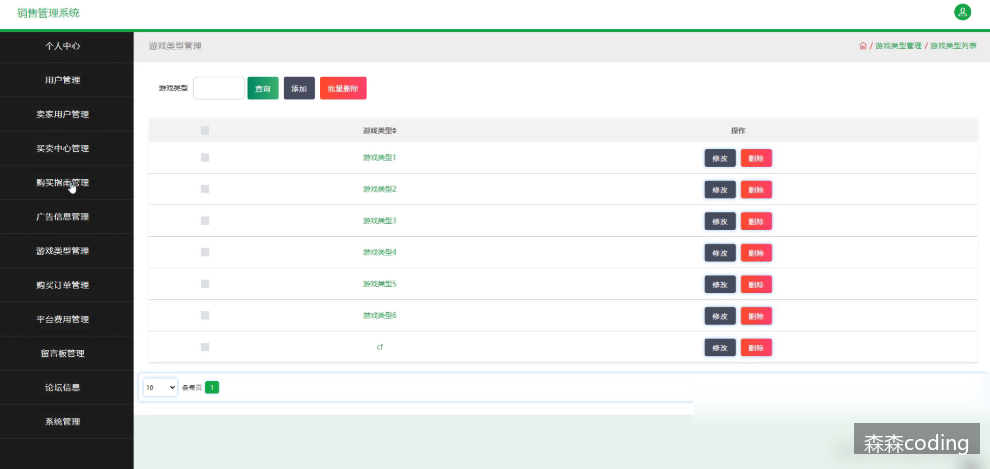 销售管理系统
个人中心
用户管理
卖家用户管理
买卖中心管理
购买指南管理
广告信息管理
游戏类型管理
购买订单管理
平台费用管理
留言板管理
论坛信息
系统管理
游戏类型管理
/ 游戏类型管理 / 游戏类型列表
游戏类型 查询 添加 批量删除
游戏类型 操作
游戏类型1 修改 删除
游戏类型2 修改 删除
游戏类型3 修改 删除
游戏类型4 修改 删除
游戏类型5 修改 删除
游戏类型6 修改 删除
cf 修改 删除
10 条每页 1
森森coding